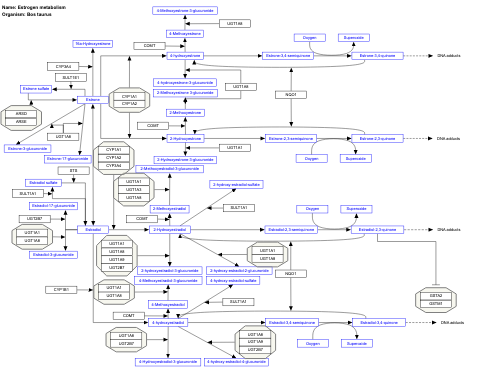 Name: Estrogen metabolism
Organism: Bos taurus
4-Methoxyestrone 3-glucuronide
UGT1A8
4-Methoxyestrone
COMT
16a-Hydroxyestrone
Oxygen
Superoxide
CYP3A4
SULT1E1
4-hydroxyestrone
Estrone-3,4-semiquinone
Estrone-3,4-quinone
DNA adducts
Estrone sulfate
4-hydroxyestrone-3-glucuronide
UGT1A8
2-Methoxyestrone 3-glucuronide
Estrone
CYP1A1
CYP1A2
NQO1
ARSD
ARSE
2-Methoxyestrone
COMT
UGT1A8
2-Hydroxyestrone
Estrone-2,3-semiquinone
Estrone-2,3-quinone
DNA adducts
Estrone-3-glucuronide
CYP1A1
CYP1A2
CYP3A4
UGT1A1
Estrone-17-glucuronide
2-Hydroxyestrone-3-Glucuronide
Oxygen
Superoxide
STS
2-Methoxyestradiol 3-glucuronide
Estradiol sulfate
SULT1A1
UGT1A1
UGT1A3
UGT1A8
2-hydroxy estradiol-sulfate
Estradiol-17-glucuronide
2-Methoxyestradiol
SULT1A1
Oxygen
Superoxide
UGT2B7
COMT
UGT1A1
UGT1A8
Estradiol
2-Hydroxyestradiol
Estradiol-2,3-semiquinone
Estradiol-2,3-quinone
DNA adducts
Estradiol-3-glucuronide
UGT1A1
UGT1A8
UGT1A9
UGT2B7
UGT1A1
UGT1A8
2-hydroxyestradiol-3-glucuronide
2-hydroxy estradiol-2-glucuronide
NQO1
4-Methoxyestradiol 3-glucuronide
CYP1B1
UGT1A1
UGT1A8
GSTA2
GSTM1
4-Methoxyestradiol
SULT1A1
COMT
4-hydroxyestradiol
Estradiol-3,4-semiquinone
Estradiol-3,4-quinone
DNA adducts
UGT1A8
UGT2B7
UGT1A8
UGT1A9
UGT2B7
Oxygen
Superoxide
4-Hydroxyestradiol-3-glucuronide
4-hydroxy estradiol-4-glucuronide